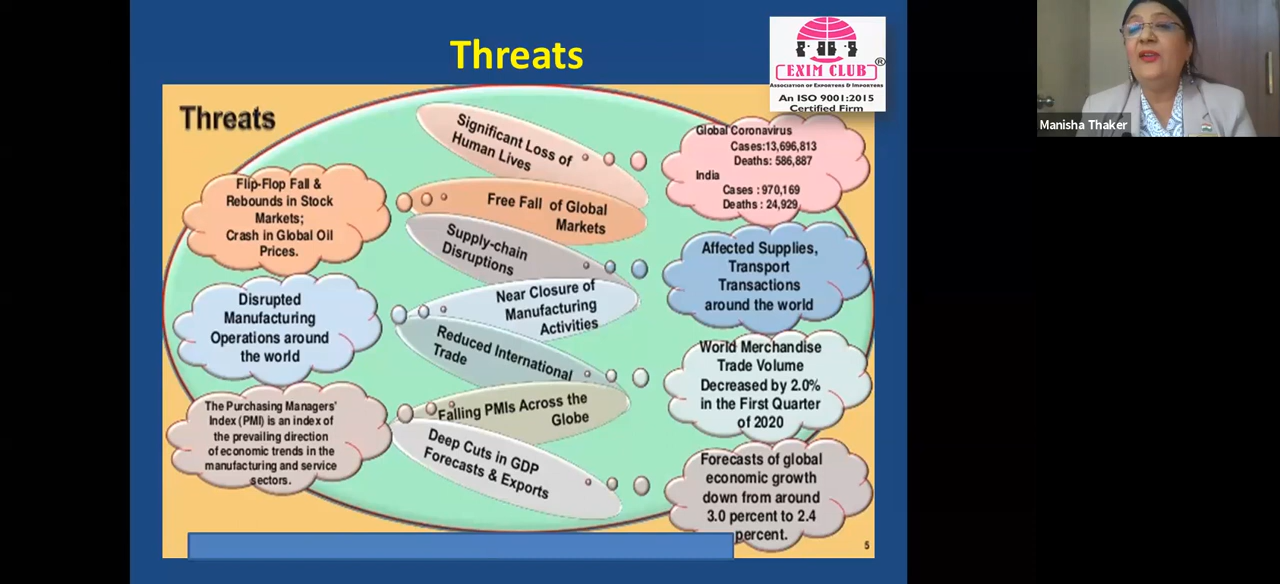 Threats
EXIM CLUB
®
ASSOCIATION OF EXPORTERS & IMPORTERS
An ISO 9001:2015
Certified Firm
Manisha Thaker
Threats
Significant Loss of
Human Lives
Global Coronavirus
Cases:13,696,813
Deaths: 586,887
India
Cases : 970,169
Deaths : 24,929
Flip-Flop Fall &
Rebounds in Stock
Markets;
Crash in Global Oil
Prices.
Free Fall of Global
Markets
Supply-chain
Disruptions
Affected Supplies,
Transport
Transactions
around the world
Disrupted
Manufacturing
Operations around
the world
Near Closure of
Manufacturing
Activities
Reduced International
Trade
World Merchandise
Trade Volume
Decreased by 2.0%
in the First Quarter
of 2020
The Purchasing Managers'
Index (PMI) is an index of
the prevailing direction
of economic trends in the
manufacturing and service
sectors.
Falling PMIs Across the
Globe
Deep Cuts in GDP
Forecasts & Exports
Forecasts of global
economic growth
down from around
3.0 percent to 2.4
percent.
5